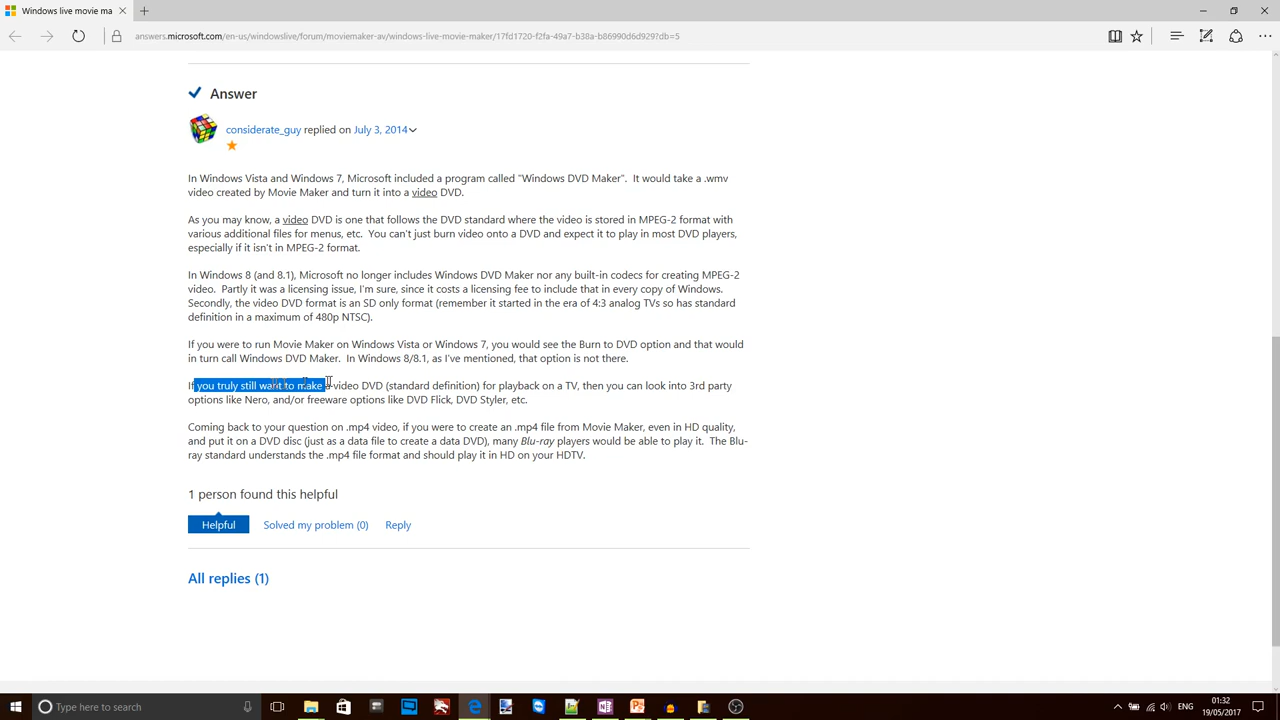 Windows live movie ma
answers.microsoft.com/en-us/windowslive/forum/moviemaker-av/windows-live-movie-maker/17fd1720-f2fa-49a7-b38a-b86990d6d929?db=5
Answer
considerate_guy replied on July 3, 2014
In Windows Vista and Windows 7, Microsoft included a program called "Windows DVD Maker".  It would take a .wmv
video created by Movie Maker and turn it into a video DVD.
As you may know, a video DVD is one that follows the DVD standard where the video is stored in MPEG-2 format with
various additional files for menus, etc.  You can't just burn video onto a DVD and expect it to play in most DVD players,
especially if it isn't in MPEG-2 format.
In Windows 8 (and 8.1), Microsoft no longer includes Windows DVD Maker nor any built-in codecs for creating MPEG-2
video.  Partly it was a licensing issue, I'm sure, since it costs a licensing fee to include that in every copy of Windows.
Secondly, the video DVD format is an SD only format (remember it started in the era of 4:3 analog TVs so has standard
definition in a maximum of 480p NTSC).
If you were to run Movie Maker on Windows Vista or Windows 7, you would see the Burn to DVD option and that would
in turn call Windows DVD Maker.  In Windows 8/8.1, as I've mentioned, that option is not there.
If you truly still want to make a video DVD (standard definition) for playback on a TV, then you can look into 3rd party
options like Nero, and/or freeware options like DVD Flick, DVD Styler, etc.
Coming back to your question on .mp4 video, if you were to create an .mp4 file from Movie Maker, even in HD quality,
and put it on a DVD disc (just as a data file to create a data DVD), many Blu-ray players would be able to play it.  The Blu-
ray standard understands the .mp4 file format and should play it in HD on your HDTV.
1 person found this helpful
Helpful
Solved my problem (0)
Reply
All replies (1)
Type here to search
ENG
01:32
19/05/2017